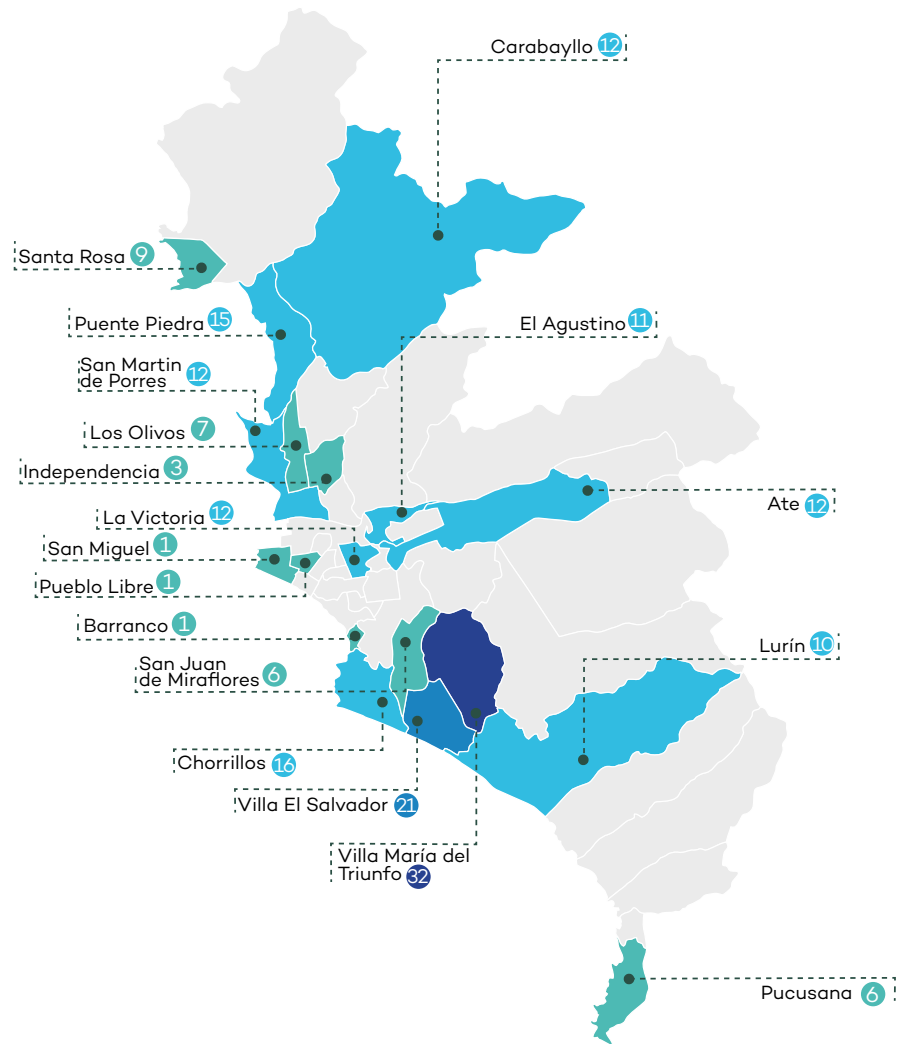 Carabayllo 12
Santa Rosa 9
Puente Piedra 15
El Agustino 11
San Martin
de Porres 12
Los Olivos 7
Independencia 3
Ate 12
La Victoria 12
San Miguel 1
Pueblo Libre 1
Barranco 1
Lurín 10
San Juan
de Miraflores 6
Chorrillos 16
Villa El Salvador 21
Villa María del
Triunfo 32
Pucusana 6